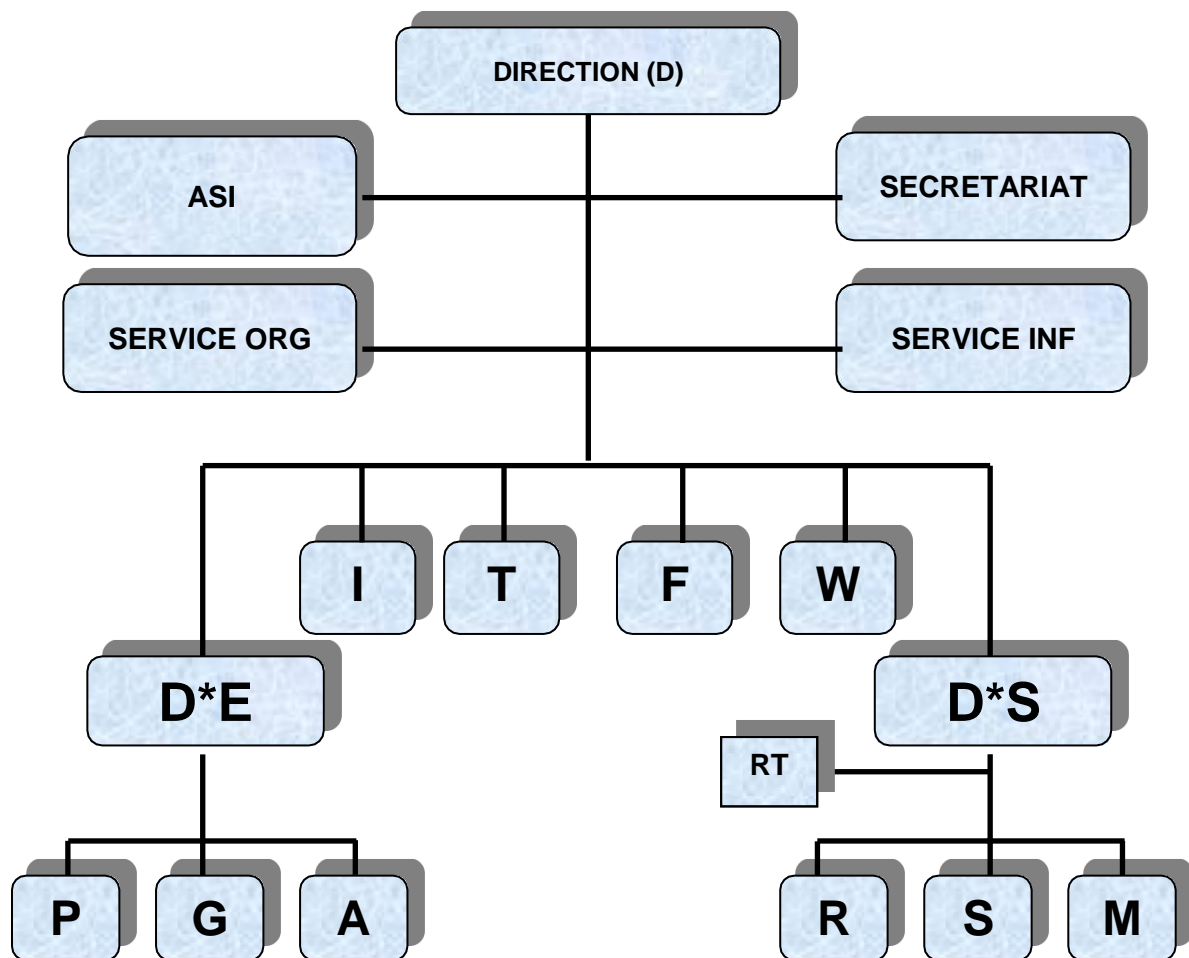 DIRECTION (D)
ASI
SECRETARIAT
SERVICE ORG
SERVICE INF
I
T
F
W
D*E
D*S
RT
P
G
A
R
S
M